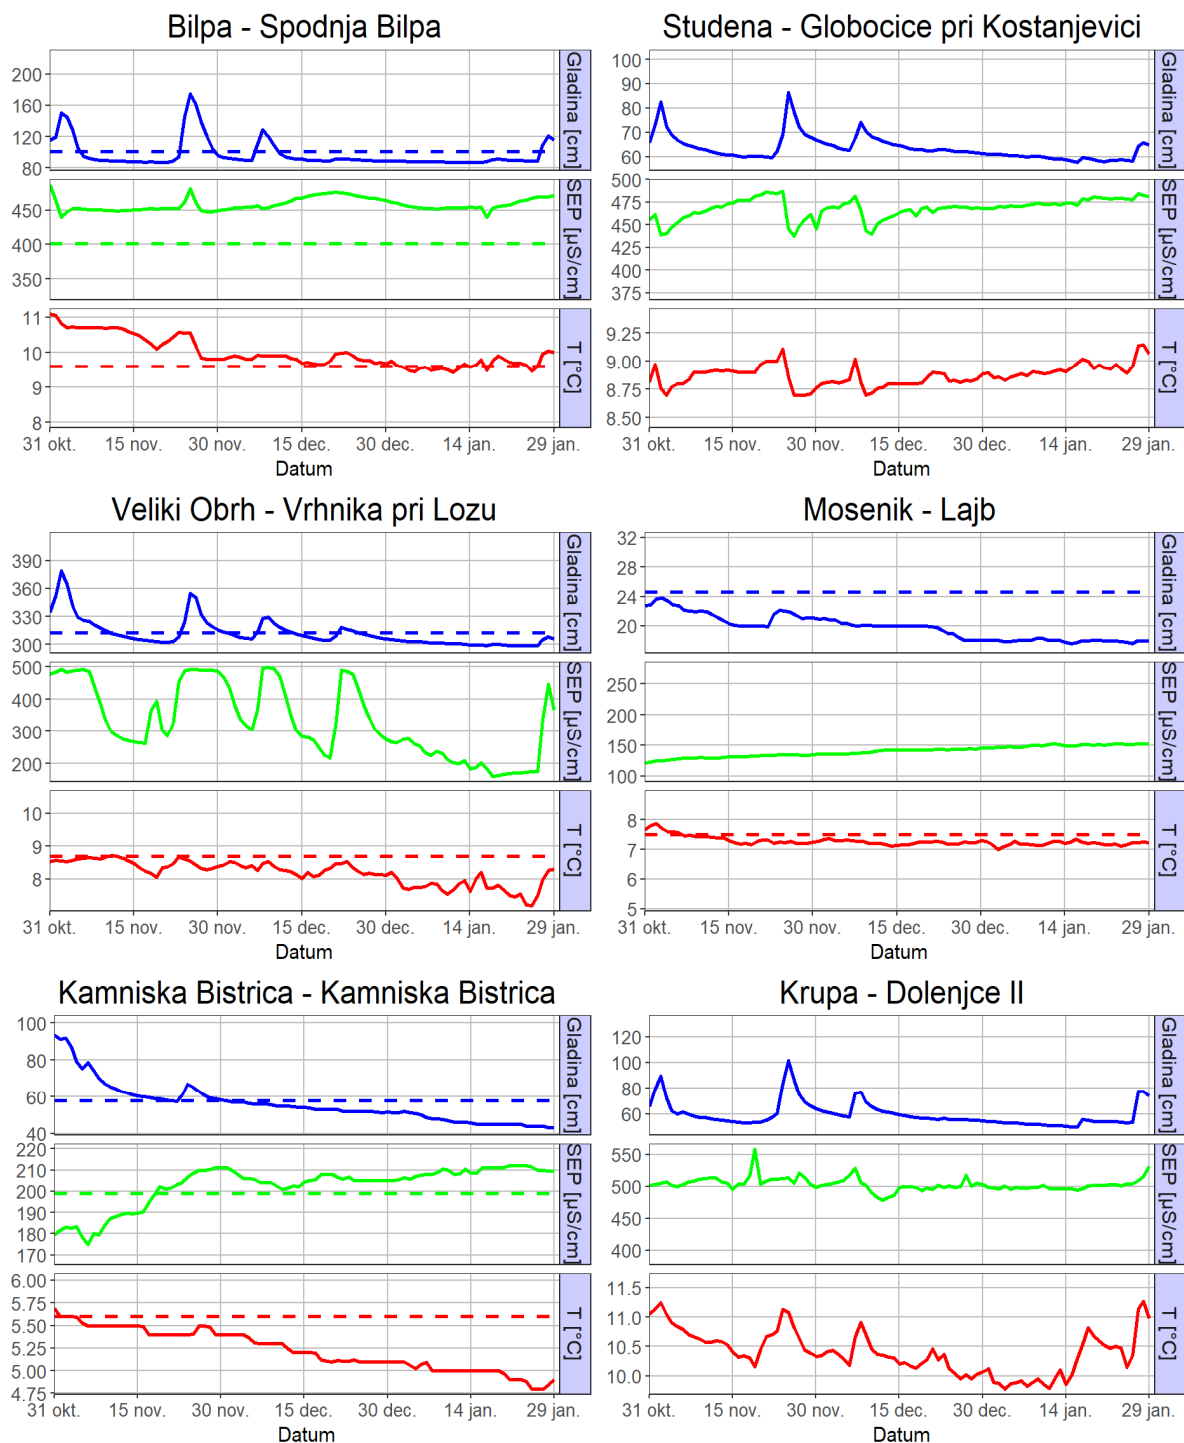 Bilpa - Spodnja Bilpa
200
160
120
80
Gladina [cm]
450
400
350
SEP [µS/cm]
11
10
9
8
T [°C]
31 okt.
15 nov.
30 nov.
15 dec.
30 dec.
14 jan.
29 jan.
Datum
Studena - Globocice pri Kostanjevici
100
90
80
70
60
Gladina [cm]
500
475
450
425
400
375
SEP [µS/cm]
9.25
9.00
8.75
8.50
T [°C]
31 okt.
15 nov.
30 nov.
15 dec.
30 dec.
14 jan.
29 jan.
Datum
Veliki Obrh - Vrhnika pri Lozu
390
360
330
300
Gladina [cm]
500
400
300
200
SEP [µS/cm]
10
9
8
T [°C]
31 okt.
15 nov.
30 nov.
15 dec.
30 dec.
14 jan.
29 jan.
Datum
Mosenik - Lajb
32
28
24
20
Gladina [cm]
250
200
150
100
SEP [µS/cm]
8
7
6
5
T [°C]
31 okt.
15 nov.
30 nov.
15 dec.
30 dec.
14 jan.
29 jan.
Datum
Kamniska Bistrica - Kamniska Bistrica
100
80
60
40
Gladina [cm]
220
210
200
190
180
170
SEP [µS/cm]
6.00
5.75
5.50
5.25
5.00
4.75
T [°C]
31 okt.
15 nov.
30 nov.
15 dec.
30 dec.
14 jan.
29 jan.
Datum
Krupa - Dolenjce II
120
100
80
60
Gladina [cm]
550
500
450
400
SEP [µS/cm]
11.5
11.0
10.5
10.0
T [°C]
31 okt.
15 nov.
30 nov.
15 dec.
30 dec.
14 jan.
29 jan.
Datum